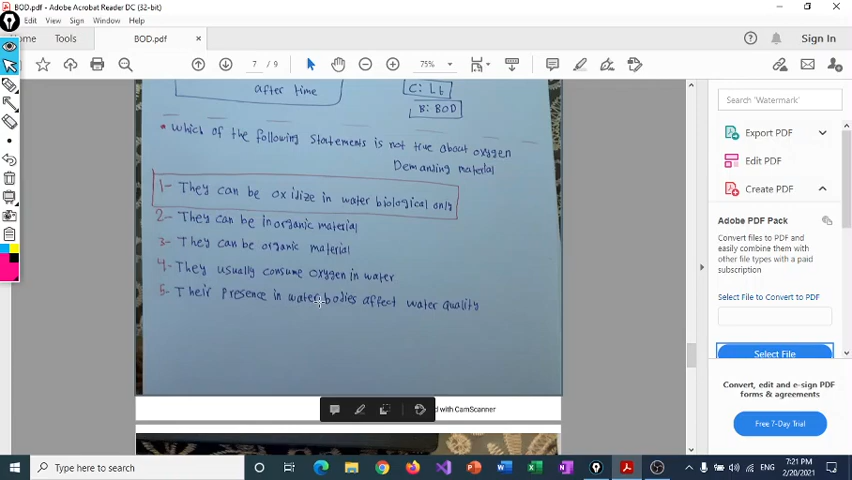 BOD.pdf - Adobe Acrobat Reader DC (32-bit)
Edit View Sign Window Help
Tools
BOD.pdf
Sign In
7 / 9
75%
after time
C: Lt
B: BOD
• which of the following statements is not true about oxygen
Demanding material
1- They can be oxidize in water biological only
2- They can be inorganic material
3- They can be organic material
4- They usually consume oxygen in water
5- Their presence in water bodies affect water quality
d with CamScanner
Search 'Watermark'
Export PDF
Edit PDF
Create PDF
Adobe PDF Pack
Convert files to PDF and
easily combine them with
other file types with a
paid subscription
Select File to Convert to PDF
Select File
Convert, edit and e-sign PDF
forms & agreements
Free 7-Day Trial
Type here to search
ENG
7:21 PM
2/20/2021